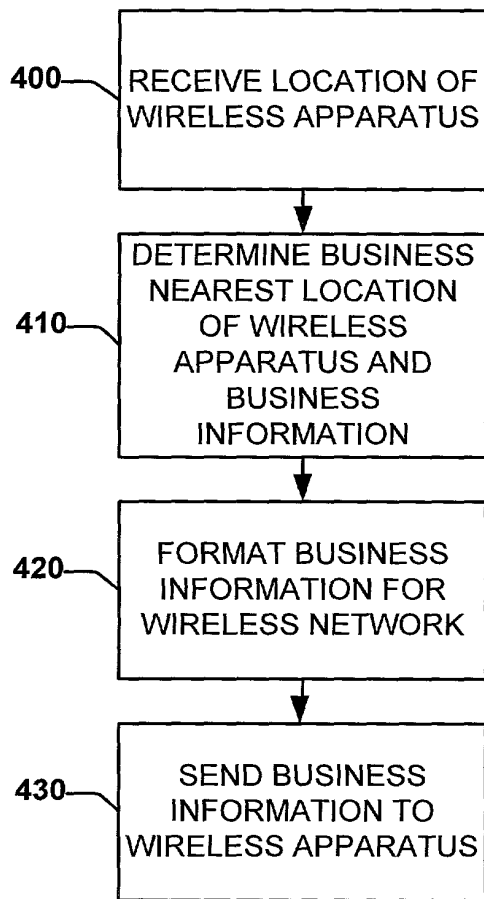 400
RECEIVE LOCATION OF
WIRELESS APPARATUS
410
DETERMINE BUSINESS
NEAREST LOCATION
OF WIRELESS
APPARATUS AND
BUSINESS
INFORMATION
420
FORMAT BUSINESS
INFORMATION FOR
WIRELESS NETWORK
430
SEND BUSINESS
INFORMATION TO
WIRELESS APPARATUS